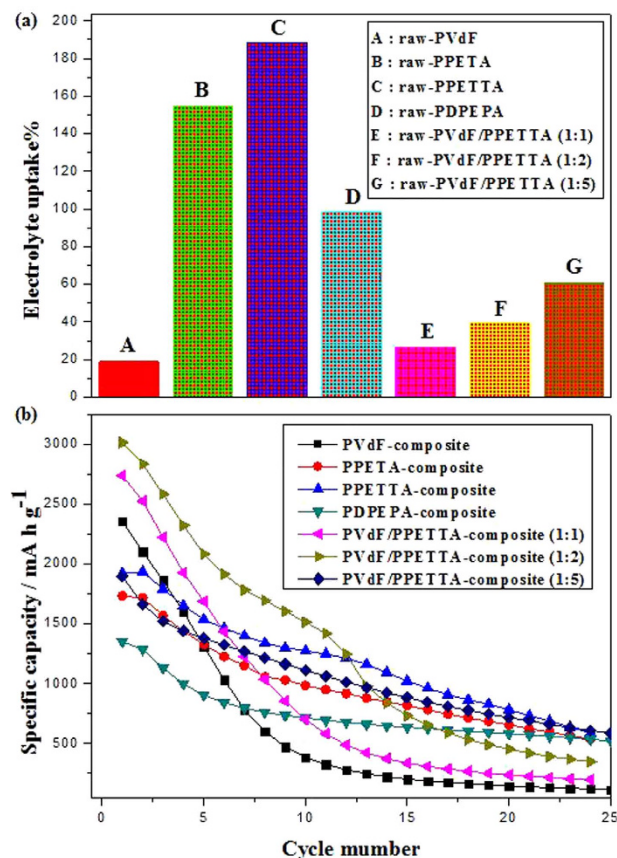 (a)
200
180
160
140
120
100
80
60
40
20
0
Electrolyte uptake%
A
B
C
D
E
F
G
A : raw-PVdF
B : raw-PPETA
C : raw-PPETTA
D : raw-PDPEPA
E : raw-PVdF/PPETTA (1:1)
F : raw-PVdF/PPETTA (1:2)
G : raw-PVdF/PPETTA (1:5)
(b)
3000
2500
2000
1500
1000
500
Specific capacity / mA h g⁻¹
PVdF-composite
PPETA-composite
PPETTA-composite
PDPEPA-composite
PVdF/PPETTA-composite (1:1)
PVdF/PPETTA-composite (1:2)
PVdF/PPETTA-composite (1:5)
0 5 10 15 20 25
Cycle mumber